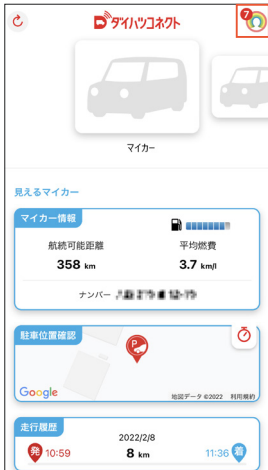 7
ダイハツコネクト
マイカー
見えるマイカー
マイカー情報
航続可能距離 平均燃費
358 km 3.7 km/l
ナンバー
駐車位置確認
P
Google 地図データ ©2022 利用規約
走行履歴
2022/2/8
発 10:59 8 km 11:36 着